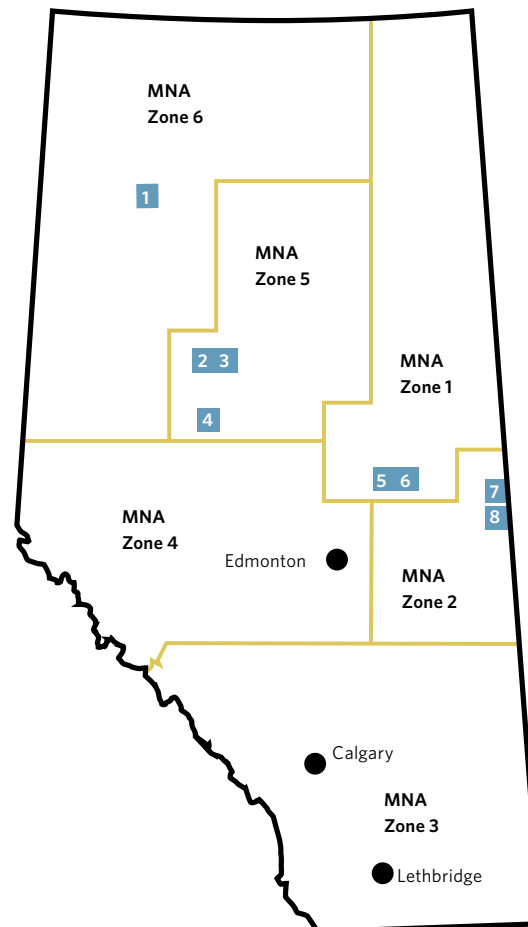 MNA
Zone 6
1
MNA
Zone 5
2 3
MNA
Zone 1
4
5 6
7
8
MNA
Zone 4
Edmonton
MNA
Zone 2
Calgary
MNA
Zone 3
Lethbridge